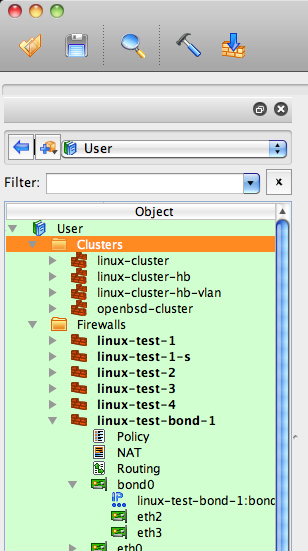 User
Filter:
x
Object
User
Clusters
linux-cluster
linux-cluster-hb
linux-cluster-hb-vlan
openbsd-cluster
Firewalls
linux-test-1
linux-test-1-s
linux-test-2
linux-test-3
linux-test-4
linux-test-bond-1
Policy
NAT
Routing
bond0
IP
linux-test-bond-1:bond
eth2
eth3
eth0